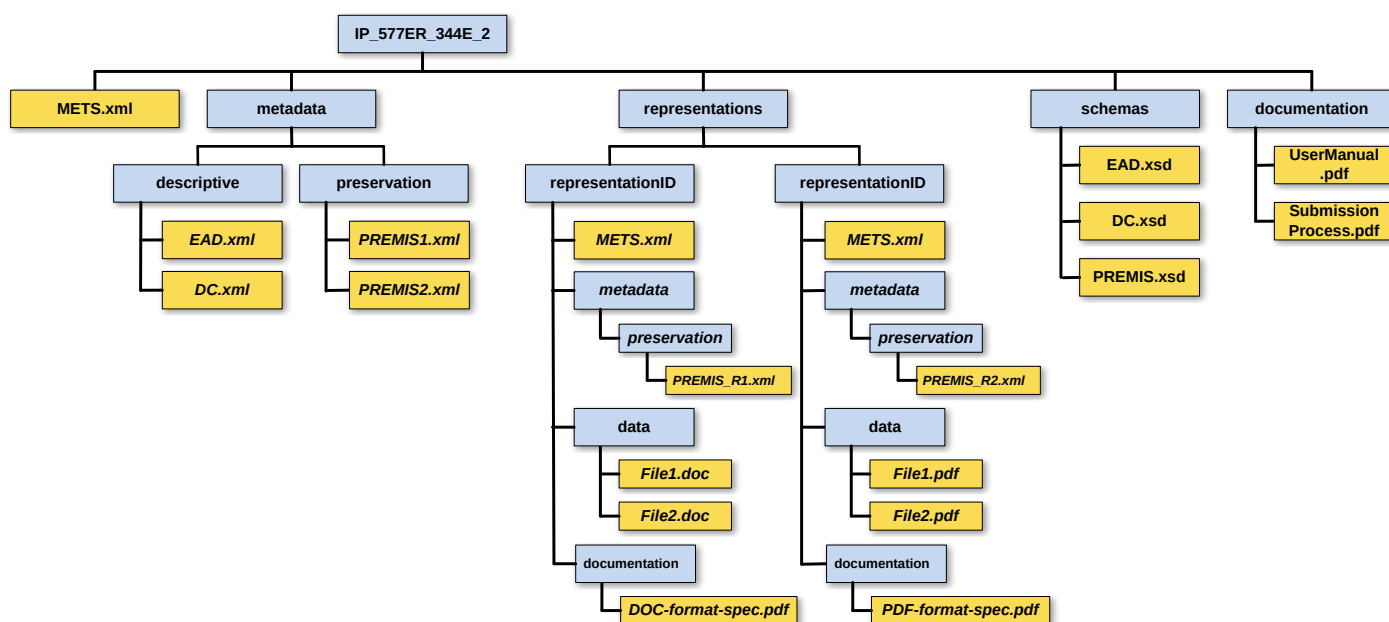 IP_577ER_344E_2
METS.xml
metadata
representations
schemas
documentation
descriptive
preservation
representationID
representationID
EAD.xsd
UserManual
.pdf
EAD.xml
PREMIS1.xml
METS.xml
METS.xml
DC.xsd
Submission
Process.pdf
DC.xml
PREMIS2.xml
metadata
metadata
PREMIS.xsd
preservation
preservation
PREMIS_R1.xml
PREMIS_R2.xml
data
data
File1.doc
File1.pdf
File2.doc
File2.pdf
documentation
documentation
DOC-format-spec.pdf
PDF-format-spec.pdf